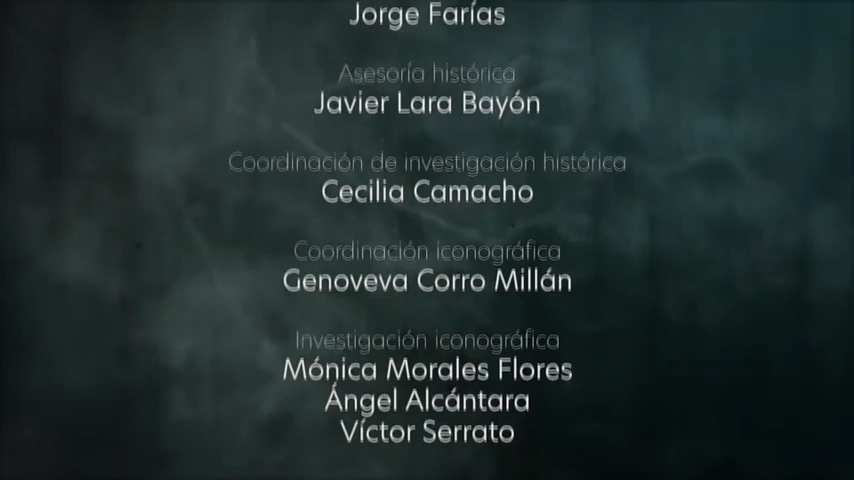 Jorge Farías
Asesoría histórica
Javier Lara Bayón
Coordinación de investigación histórica
Cecilia Camacho
Coordinación iconográfica
Genoveva Corro Millán
Investigación iconográfica
Mónica Morales Flores
Ángel Alcántara
Víctor Serrato